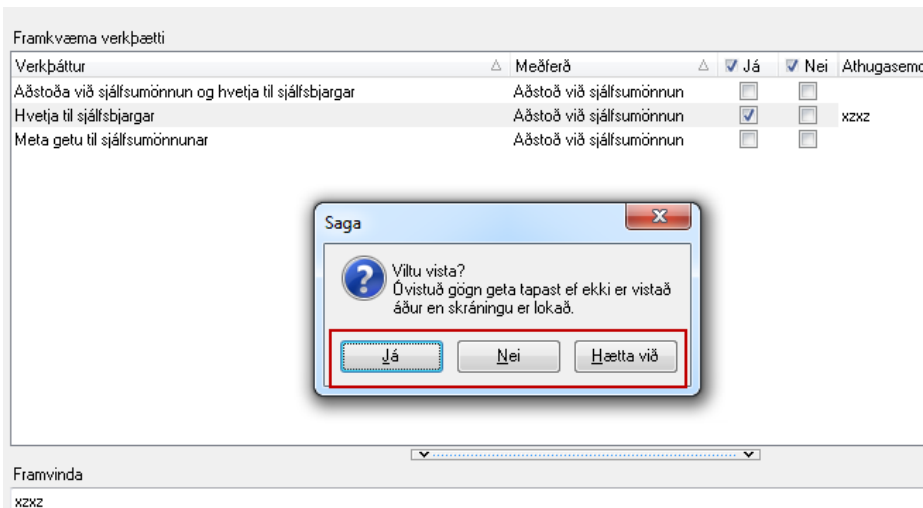 Framkvæma verkþætti
Verkþáttur Meðferð Já Nei Athugasemd
Aðstoða við sjálfsumönnun og hvetja til sjálfsbjargar Aðstoð við sjálfsumönnun
Hvetja til sjálfsbjargar Aðstoð við sjálfsumönnun xzxz
Meta getu til sjálfsumönnunar Aðstoð við sjálfsumönnun
Saga
Viltu vista?
Óvistuð gögn geta tapast ef ekki er vistað
áður en skráningu er lokað.
Já Nei Hætta við
Framvinda
xzxz